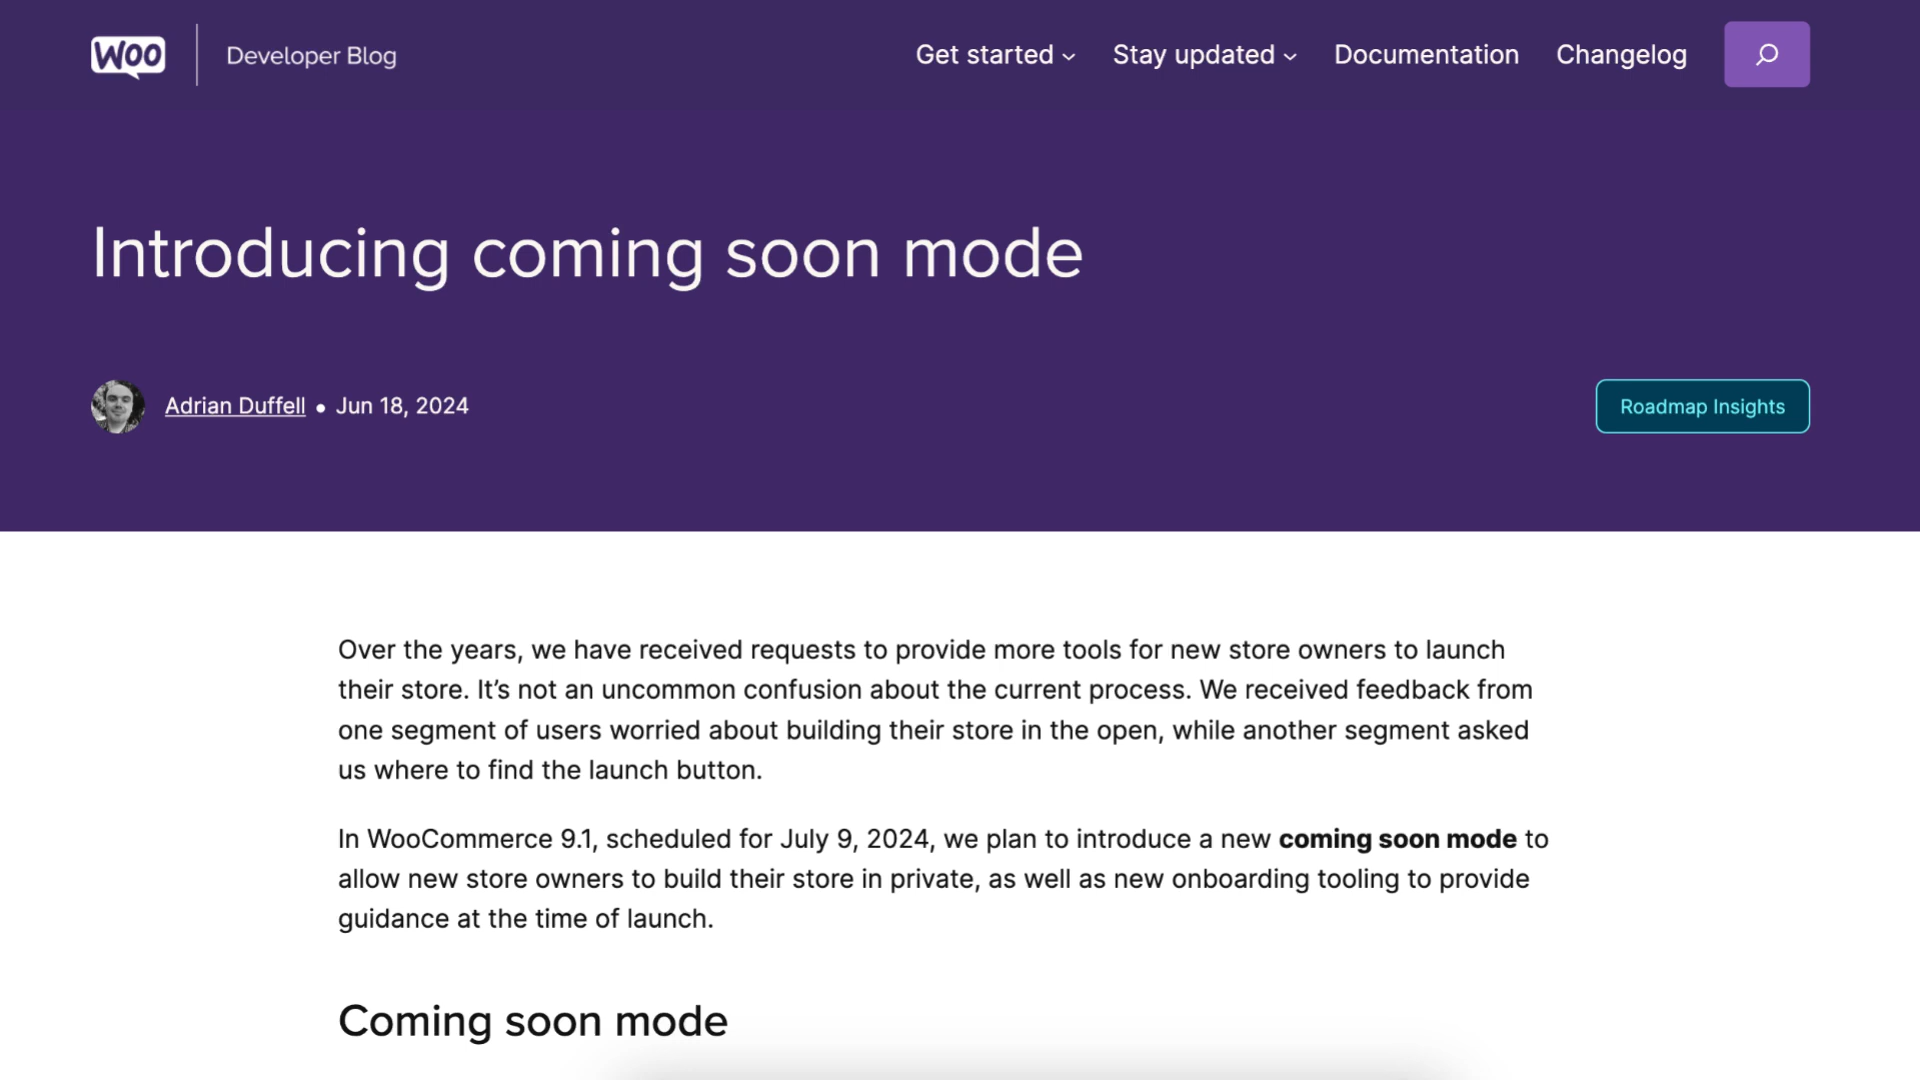 Woo
Developer Blog
Get started
Stay updated
Documentation
Changelog
Introducing coming soon mode
Adrian Duffell • Jun 18, 2024
Roadmap Insights
Over the years, we have received requests to provide more tools for new store owners to launch
their store. It’s not an uncommon confusion about the current process. We received feedback from
one segment of users worried about building their store in the open, while another segment asked
us where to find the launch button.
In WooCommerce 9.1, scheduled for July 9, 2024, we plan to introduce a new coming soon mode to
allow new store owners to build their store in private, as well as new onboarding tooling to provide
guidance at the time of launch.
Coming soon mode